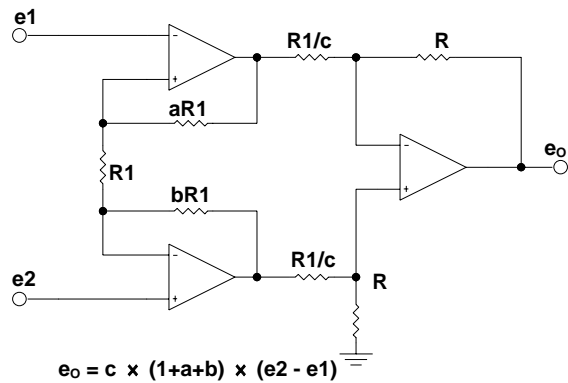 e1
R1/c
R
aR1
R1
eO
bR1
R1/c
e2
R
eO = c × (1+a+b) × (e2 - e1)